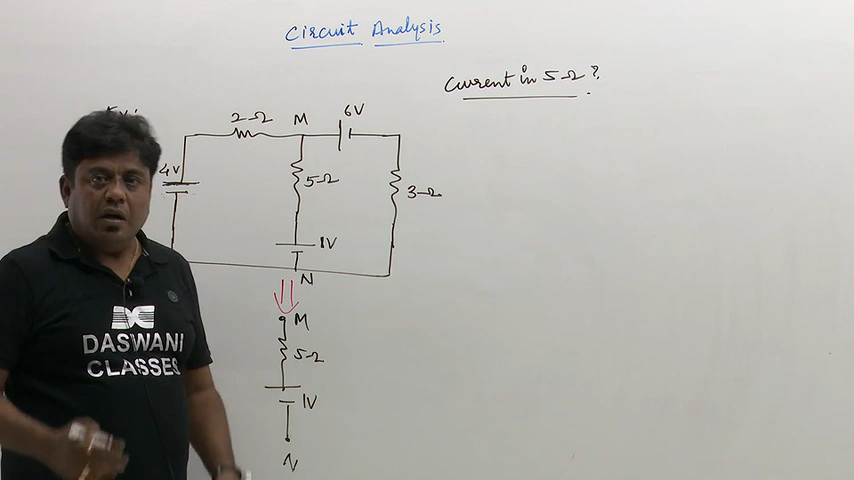 Circuit Analysis
Current in 5Ω ?
2Ω
M
6V
4V
5Ω
3Ω
1V
N
M
5Ω
1V
N
DASWANI
CLASSES